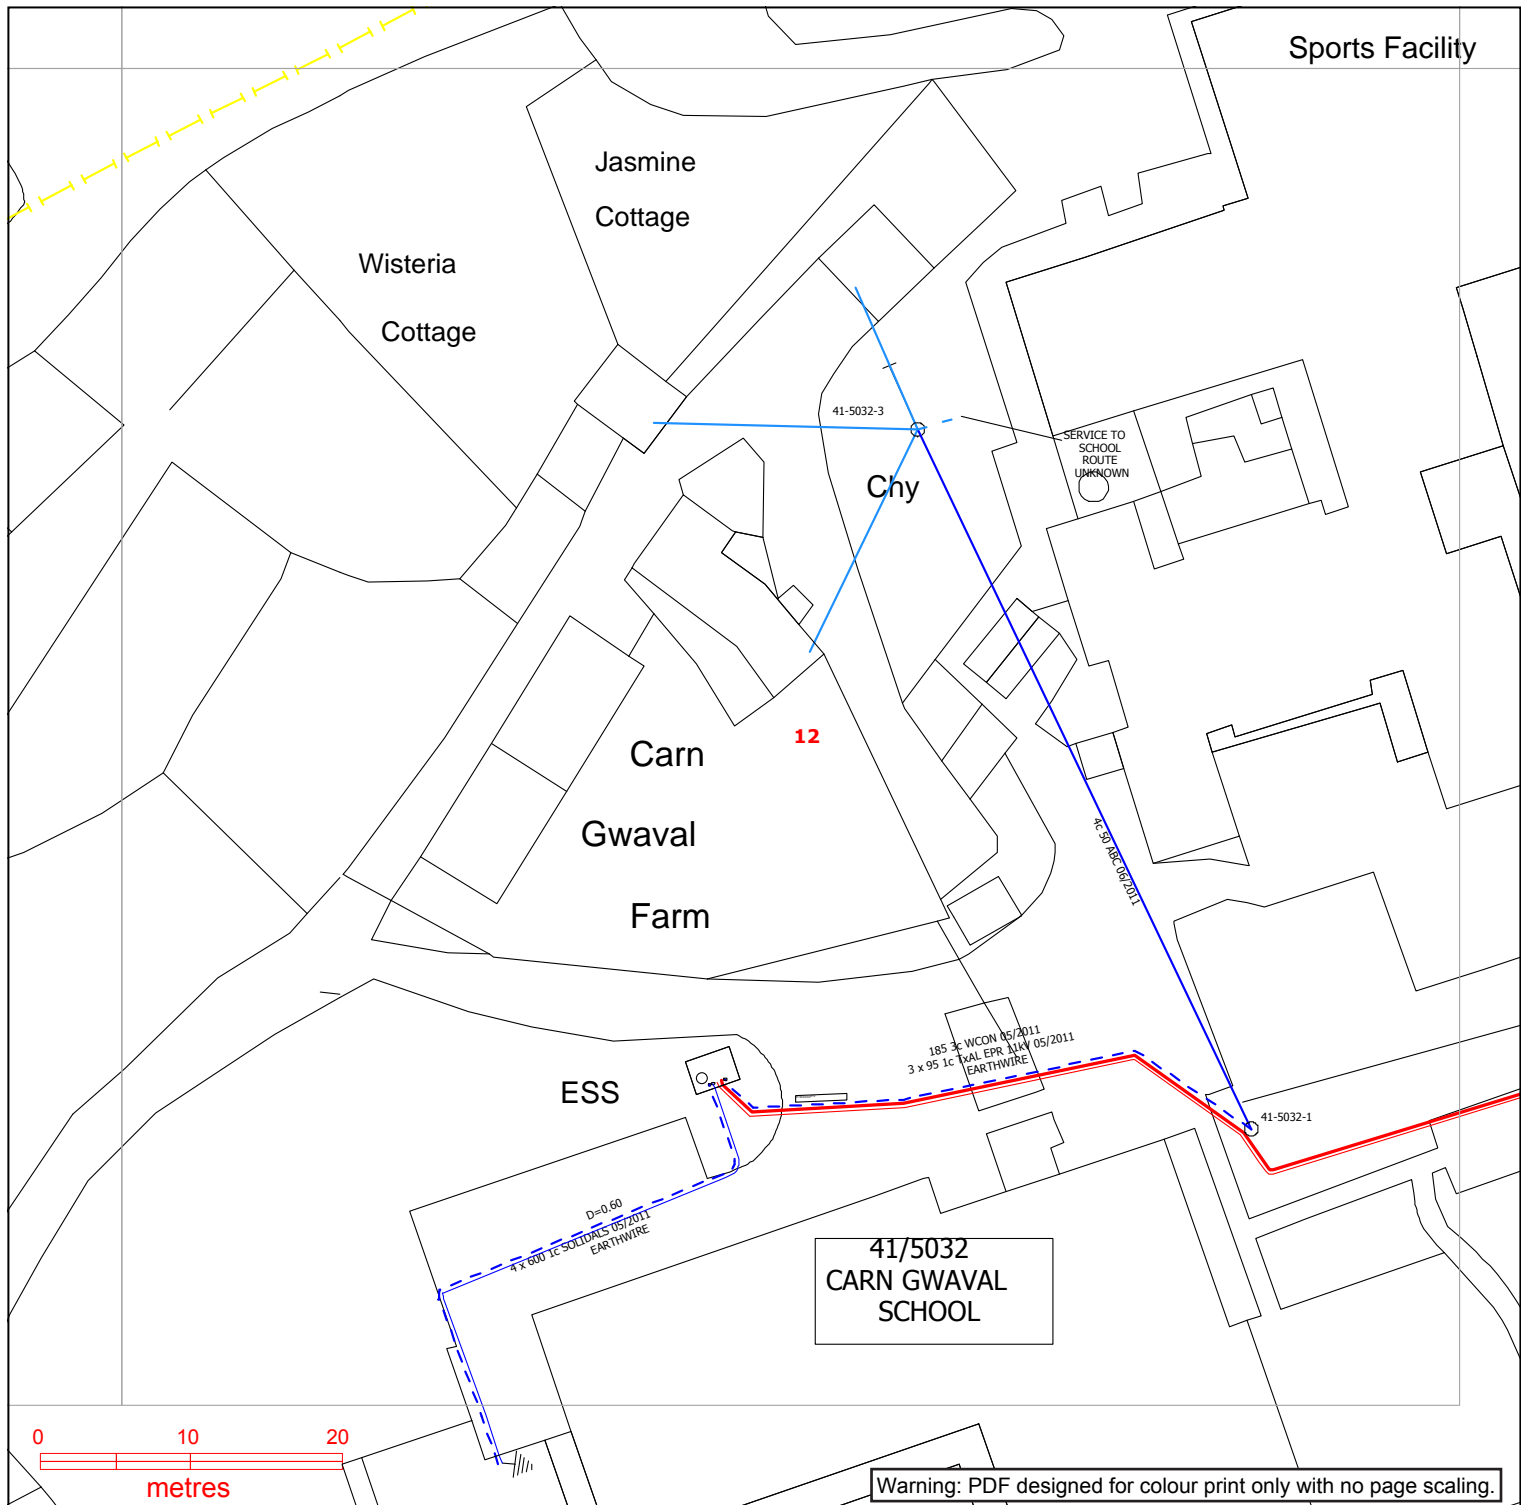 Sports Facility
Jasmine
Cottage
Wisteria
Cottage
41-5032-3
SERVICE TO
SCHOOL
ROUTE
UNKNOWN
Chy
12
Carn
Gwaval
Farm
4c 50 ABC 06/2011
185 3c WCON 05/2011
3 x 95 1c TxAL EPR 11kV 05/2011
EARTHWIRE
ESS
41-5032-1
D=0.60
4 x 600 1c SOLIDALS 05/2011
EARTHWIRE
41/5032
CARN GWAVAL
SCHOOL
0 10 20
metres
Warning: PDF designed for colour print only with no page scaling.